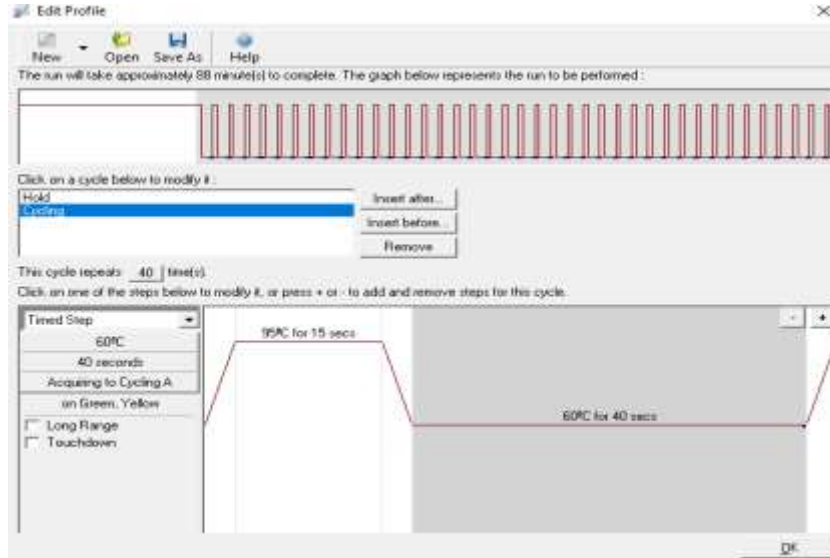 Edit Profile
New Open Save As Help
The run will take approximately 88 minute(s) to complete. The graph below represents the run to be performed :
Click on a cycle below to modify it :
Hold
Cycling
Insert after...
Insert before...
Remove
This cycle repeats 40 time(s).
Click on one of the steps below to modify it, or press + or - to add and remove steps for this cycle.
Timed Step
60ºC
40 seconds
Acquiring to Cycling A
on Green, Yellow
Long Range
Touchdown
95ºC for 15 secs
60ºC for 40 secs
- +
OK